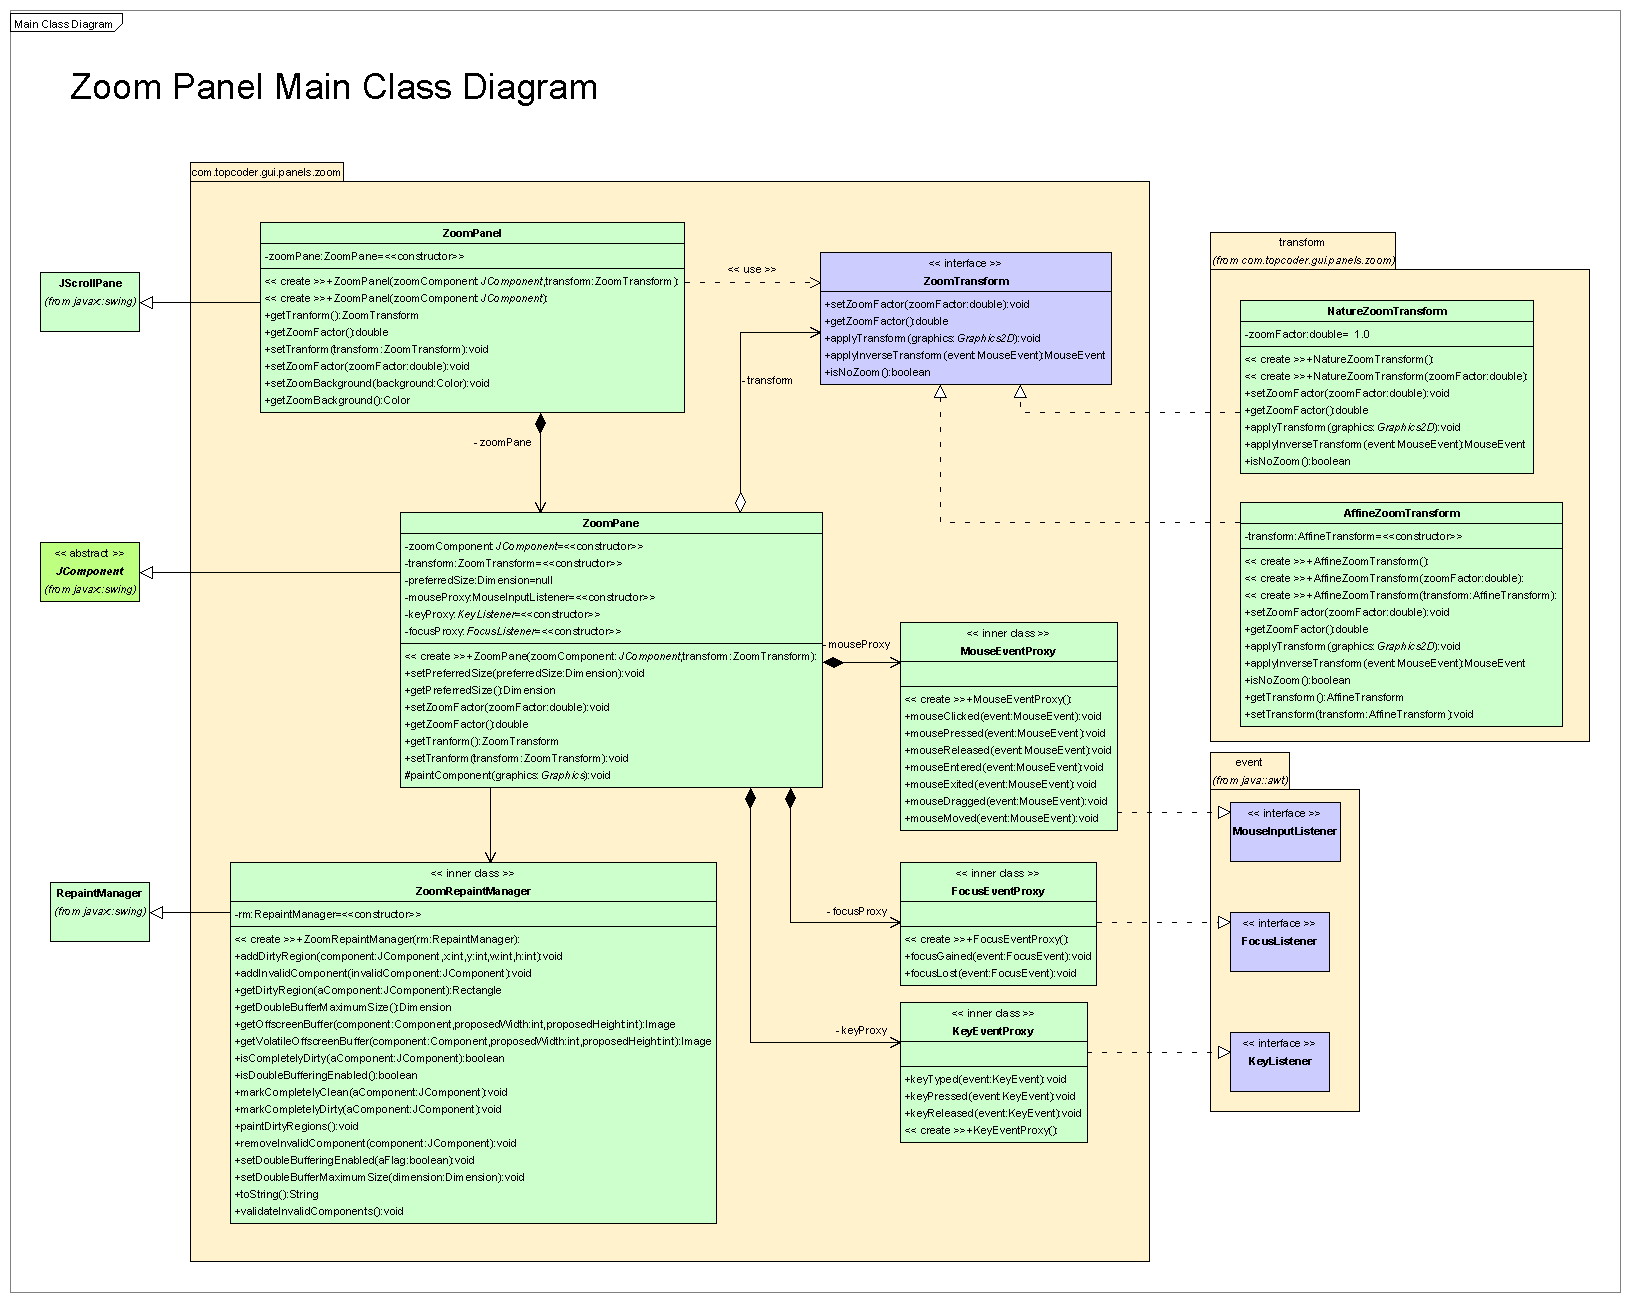 Main Class Diagram
Zoom Panel Main Class Diagram
com.topcoder.gui.panels.zoom
ZoomPanel
-zoomPane:ZoomPane=<<constructor>>
<< create >>+ZoomPanel(zoomComponent:JComponent,transform:ZoomTransform):
<< create >>+ZoomPanel(zoomComponent:JComponent):
+getTranform():ZoomTransform
+getZoomFactor():double
+setTranform(transform:ZoomTransform):void
+setZoomFactor(zoomFactor:double):void
+setZoomBackground(background:Color):void
+getZoomBackground():Color
<< use >>
<< interface >>
ZoomTransform
+setZoomFactor(zoomFactor:double):void
+getZoomFactor():double
+applyTransform(graphics:Graphics2D):void
+applyInverseTransform(event:MouseEvent):MouseEvent
+isNoZoom():boolean
JScrollPane
(from javax::swing)
transform
(from com.topcoder.gui.panels.zoom)
NatureZoomTransform
-zoomFactor:double= 1.0
<< create >>+NatureZoomTransform():
<< create >>+NatureZoomTransform(zoomFactor:double):
+setZoomFactor(zoomFactor:double):void
+getZoomFactor():double
+applyTransform(graphics:Graphics2D):void
+applyInverseTransform(event:MouseEvent):MouseEvent
+isNoZoom():boolean
-transform
-zoomPane
AffineZoomTransform
-transform:AffineTransform=<<constructor>>
<< create >>+AffineZoomTransform():
<< create >>+AffineZoomTransform(zoomFactor:double):
<< create >>+AffineZoomTransform(transform:AffineTransform):
+setZoomFactor(zoomFactor:double):void
+getZoomFactor():double
+applyTransform(graphics:Graphics2D):void
+applyInverseTransform(event:MouseEvent):MouseEvent
+isNoZoom():boolean
+getTransform():AffineTransform
+setTransform(transform:AffineTransform):void
<< abstract >>
JComponent
(from javax::swing)
ZoomPane
-zoomComponent:JComponent=<<constructor>>
-transform:ZoomTransform=<<constructor>>
-preferredSize:Dimension=null
-mouseProxy:MouseInputListener=<<constructor>>
-keyProxy:KeyListener=<<constructor>>
-focusProxy:FocusListener=<<constructor>>
<< create >>+ZoomPane(zoomComponent:JComponent,transform:ZoomTransform):
+setPreferredSize(preferredSize:Dimension):void
+getPreferredSize():Dimension
+setZoomFactor(zoomFactor:double):void
+getZoomFactor():double
+getTranform():ZoomTransform
+setTranform(transform:ZoomTransform):void
#paintComponent(graphics:Graphics):void
-mouseProxy
<< inner class >>
MouseEventProxy
<< create >>+MouseEventProxy():
+mouseClicked(event:MouseEvent):void
+mousePressed(event:MouseEvent):void
+mouseReleased(event:MouseEvent):void
+mouseEntered(event:MouseEvent):void
+mouseExited(event:MouseEvent):void
+mouseDragged(event:MouseEvent):void
+mouseMoved(event:MouseEvent):void
event
(from java::awt)
<< interface >>
MouseInputListener
RepaintManager
(from javax::swing)
<< inner class >>
ZoomRepaintManager
-rm:RepaintManager=<<constructor>>
<< create >>+ZoomRepaintManager(rm:RepaintManager):
+addDirtyRegion(component:JComponent,x:int,y:int,w:int,h:int):void
+addInvalidComponent(invalidComponent:JComponent):void
+getDirtyRegion(aComponent:JComponent):Rectangle
+getDoubleBufferMaximumSize():Dimension
+getOffscreenBuffer(component:Component,proposedWidth:int,proposedHeight:int):Image
+getVolatileOffscreenBuffer(component:Component,proposedWidth:int,proposedHeight:int):Image
+isCompletelyDirty(aComponent:JComponent):boolean
+isDoubleBufferingEnabled():boolean
+markCompletelyClean(aComponent:JComponent):void
+markCompletelyDirty(aComponent:JComponent):void
+paintDirtyRegions():void
+removeInvalidComponent(component:JComponent):void
+setDoubleBufferingEnabled(aFlag:boolean):void
+setDoubleBufferMaximumSize(dimension:Dimension):void
+toString():String
+validateInvalidComponents():void
-focusProxy
<< inner class >>
FocusEventProxy
<< create >>+FocusEventProxy():
+focusGained(event:FocusEvent):void
+focusLost(event:FocusEvent):void
<< interface >>
FocusListener
-keyProxy
<< inner class >>
KeyEventProxy
+keyTyped(event:KeyEvent):void
+keyPressed(event:KeyEvent):void
+keyReleased(event:KeyEvent):void
<< create >>+KeyEventProxy():
<< interface >>
KeyListener